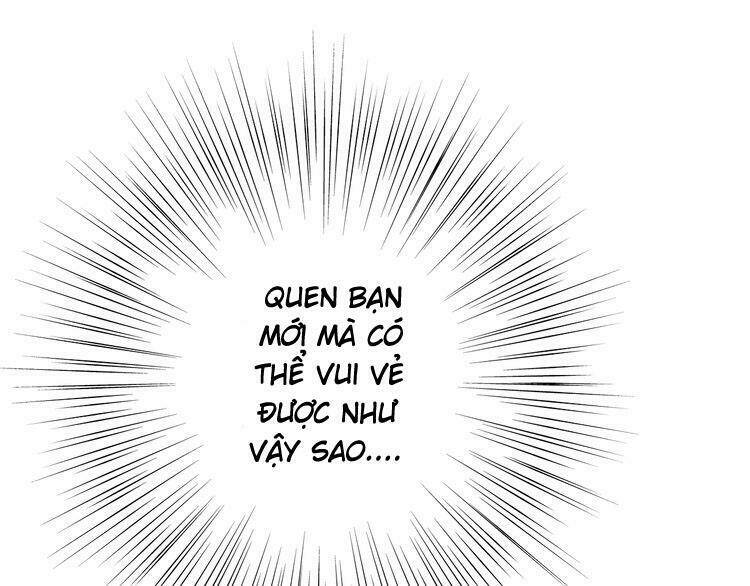 QUEN BẠN
MỚI MÀ CÓ
THỂ VUI VẺ
ĐƯỢC NHƯ
VẬY SAO....